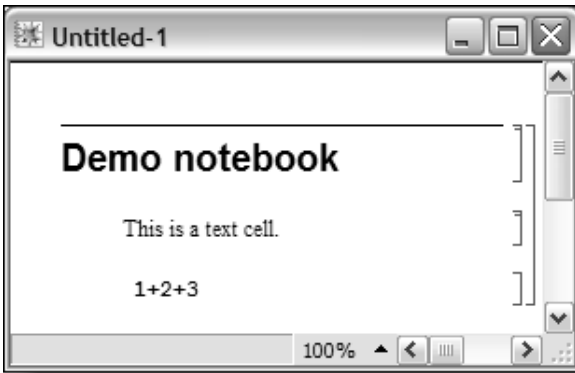 Untitled-1
Demo notebook
This is a text cell.
1+2+3
100%